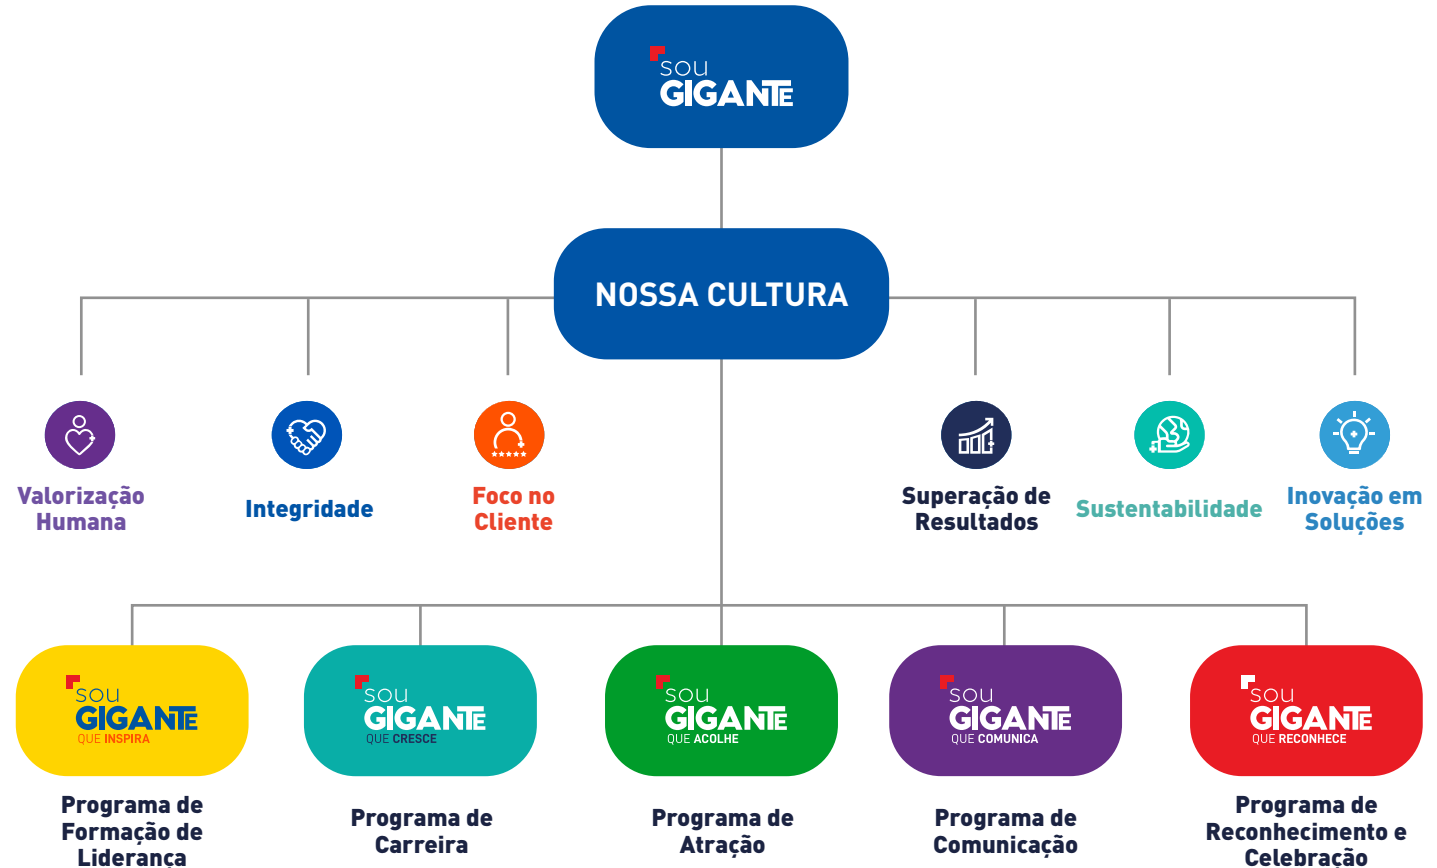 sou
GIGANTE
NOSSA CULTURA
Valorização
Humana
Integridade
Foco no
Cliente
Superação de
Resultados
Sustentabilidade
Inovação em
Soluções
sou
GIGANTE
QUE INSPIRA
Programa de
Formação de
Liderança
sou
GIGANTE
QUE CRESCE
Programa de
Carreira
sou
GIGANTE
QUE ACOLHE
Programa de
Atração
sou
GIGANTE
QUE COMUNICA
Programa de
Comunicação
sou
GIGANTE
QUE RECONHECE
Programa de
Reconhecimento e
Celebração